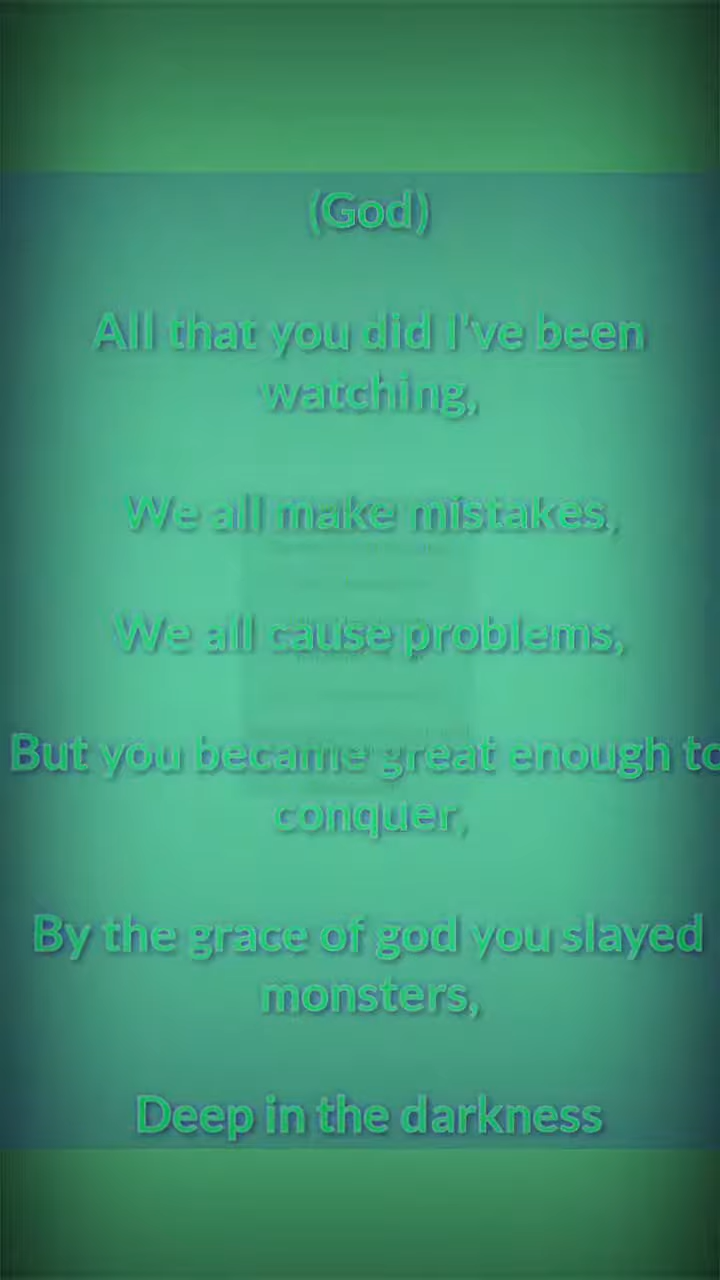 (God)
All that you did I've been
watching,
We all make mistakes,
We all cause problems,
But you became great enough to
conquer,
By the grace of god you slayed
monsters,
Deep in the darkness